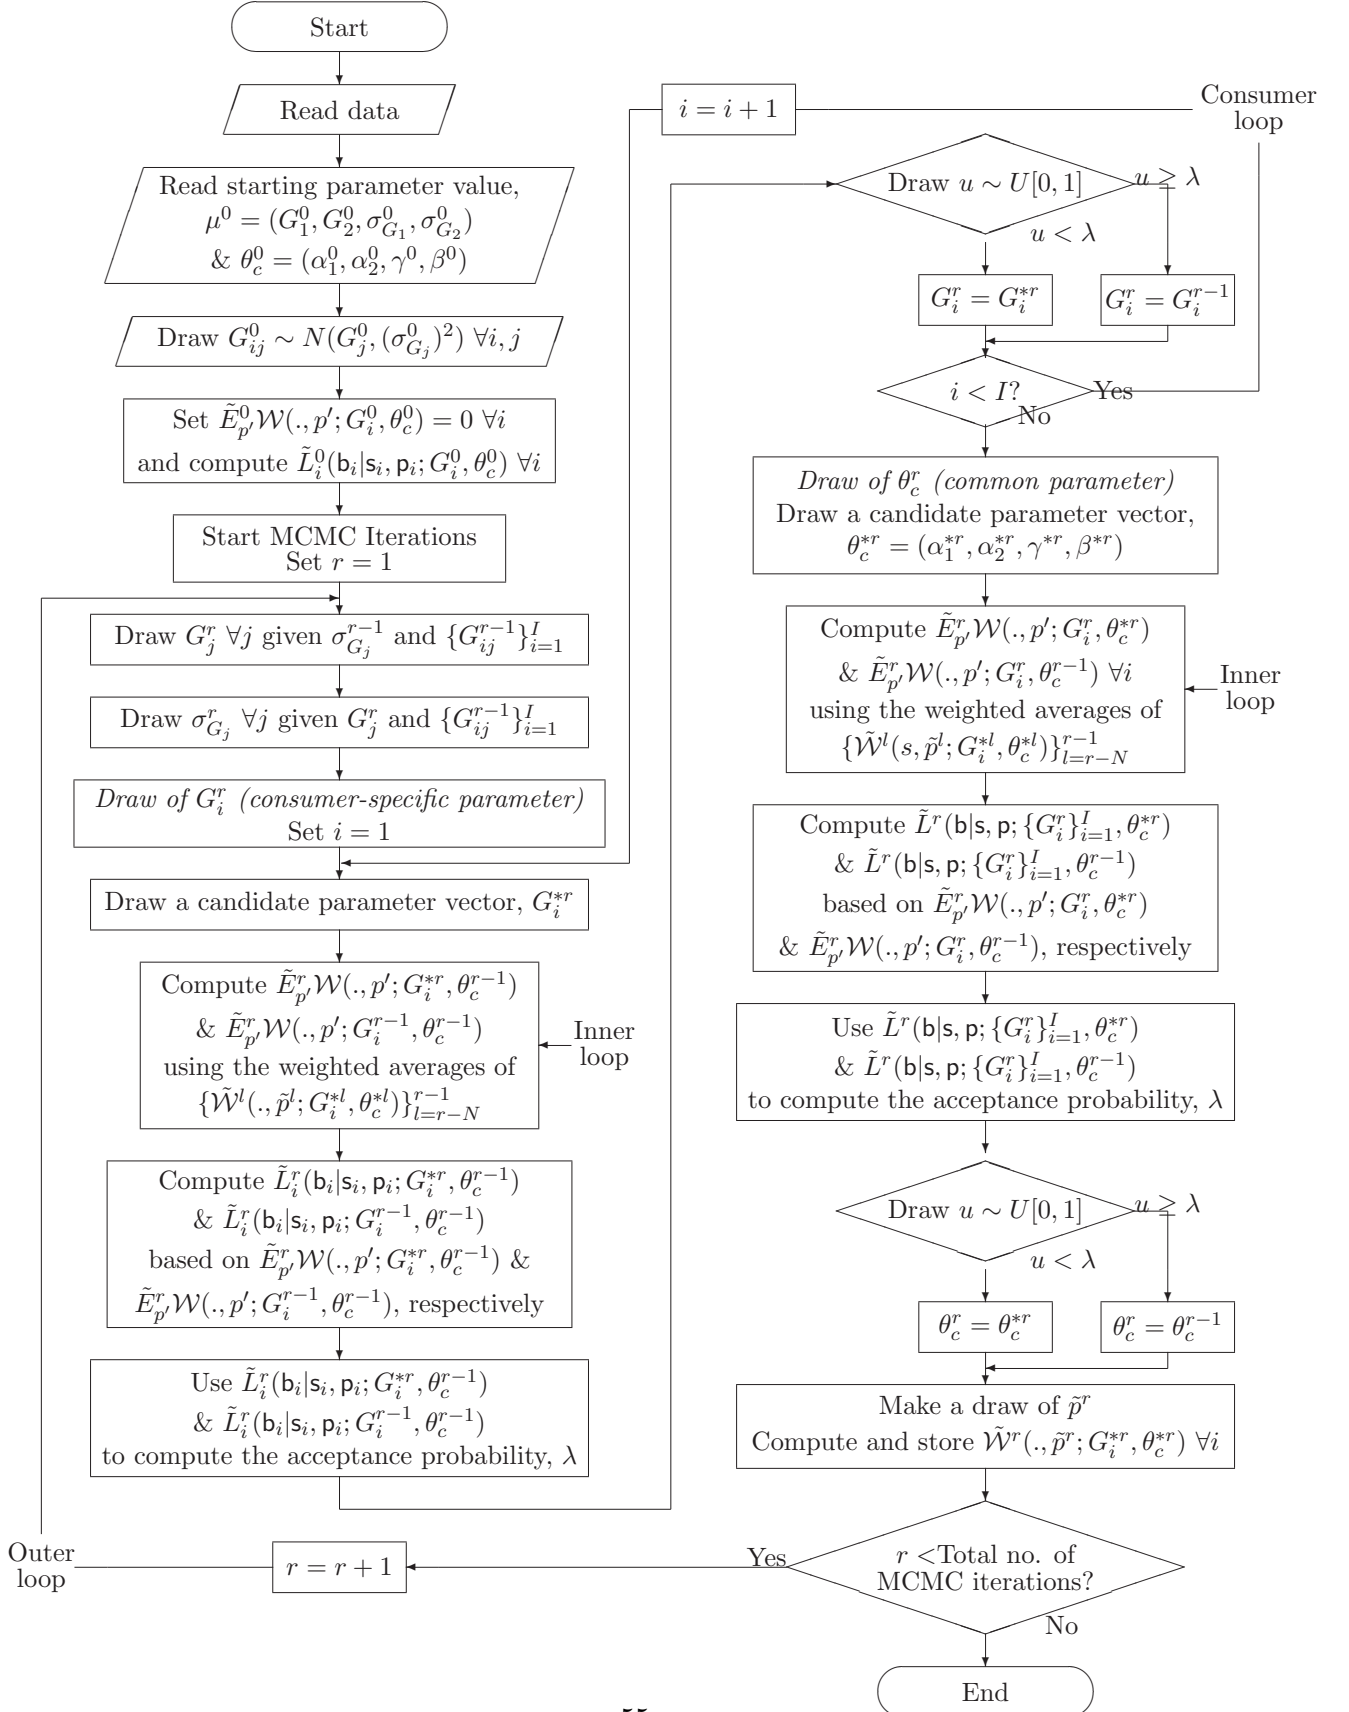 Start
Read data
Read starting parameter value,
μ^0 = (G_1^0, G_2^0, σ_{G_1}^0, σ_{G_2}^0)
& θ_c^0 = (α_1^0, α_2^0, γ^0, β^0)
Draw G_{ij}^0 ∼ N(G_j^0, (σ_{G_j}^0)^2) ∀i, j
Set Ẽ_{p′}^0 𝒲(., p′; G_i^0, θ_c^0) = 0 ∀i
and compute L̃_i^0(b_i|s_i, p_i; G_i^0, θ_c^0) ∀i
Start MCMC Iterations
Set r = 1
Draw G_j^r ∀j given σ_{G_j}^{r−1} and {G_{ij}^{r−1}}_{i=1}^I
Draw σ_{G_j}^r ∀j given G_j^r and {G_{ij}^{r−1}}_{i=1}^I
Draw of G_i^r (consumer-specific parameter)
Set i = 1
Draw a candidate parameter vector, G_i^{*r}
Compute Ẽ_{p′}^r 𝒲(., p′; G_i^{*r}, θ_c^{r−1})
& Ẽ_{p′}^r 𝒲(., p′; G_i^{r−1}, θ_c^{r−1})
using the weighted averages of
{𝒲̃^l(., p̃^l; G_i^{*l}, θ_c^{*l})}_{l=r−N}^{r−1}
Inner
loop
Compute L̃_i^r(b_i|s_i, p_i; G_i^{*r}, θ_c^{r−1})
& L̃_i^r(b_i|s_i, p_i; G_i^{r−1}, θ_c^{r−1})
based on Ẽ_{p′}^r 𝒲(., p′; G_i^{*r}, θ_c^{r−1}) &
Ẽ_{p′}^r 𝒲(., p′; G_i^{r−1}, θ_c^{r−1}), respectively
Use L̃_i^r(b_i|s_i, p_i; G_i^{*r}, θ_c^{r−1})
& L̃_i^r(b_i|s_i, p_i; G_i^{r−1}, θ_c^{r−1})
to compute the acceptance probability, λ
i = i + 1
Consumer
loop
Draw u ∼ U[0, 1]
u ≥ λ
u < λ
G_i^r = G_i^{*r}
G_i^r = G_i^{r−1}
i < I?
Yes
No
Draw of θ_c^r (common parameter)
Draw a candidate parameter vector,
θ_c^{*r} = (α_1^{*r}, α_2^{*r}, γ^{*r}, β^{*r})
Compute Ẽ_{p′}^r 𝒲(., p′; G_i^r, θ_c^{*r})
& Ẽ_{p′}^r 𝒲(., p′; G_i^r, θ_c^{r−1}) ∀i
using the weighted averages of
{𝒲̃^l(s, p̃^l; G_i^{*l}, θ_c^{*l})}_{l=r−N}^{r−1}
Inner
loop
Compute L̃^r(b|s, p; {G_i^r}_{i=1}^I, θ_c^{*r})
& L̃^r(b|s, p; {G_i^r}_{i=1}^I, θ_c^{r−1})
based on Ẽ_{p′}^r 𝒲(., p′; G_i^r, θ_c^{*r})
& Ẽ_{p′}^r 𝒲(., p′; G_i^r, θ_c^{r−1}), respectively
Use L̃^r(b|s, p; {G_i^r}_{i=1}^I, θ_c^{*r})
& L̃^r(b|s, p; {G_i^r}_{i=1}^I, θ_c^{r−1})
to compute the acceptance probability, λ
Draw u ∼ U[0, 1]
u ≥ λ
u < λ
θ_c^r = θ_c^{*r}
θ_c^r = θ_c^{r−1}
Make a draw of p̃^r
Compute and store 𝒲̃^r(., p̃^r; G_i^{*r}, θ_c^{*r}) ∀i
r <Total no. of
MCMC iterations?
Yes
No
r = r + 1
Outer
loop
End